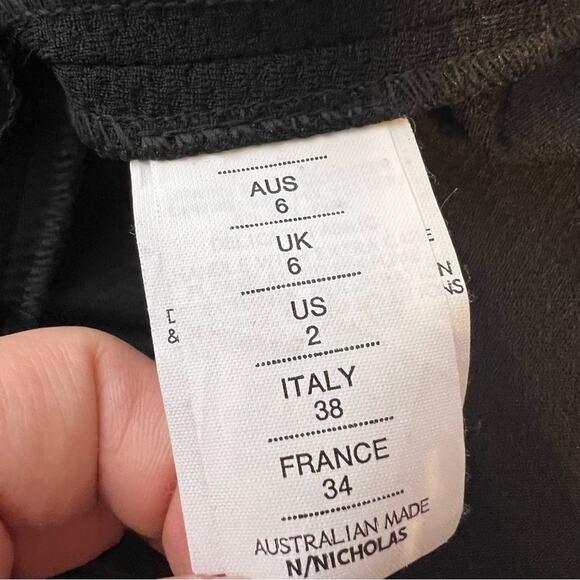 AUS
6
UK
6
US
2
ITALY
38
FRANCE
34
AUSTRALIAN MADE
N/NICHOLAS
&
E
N